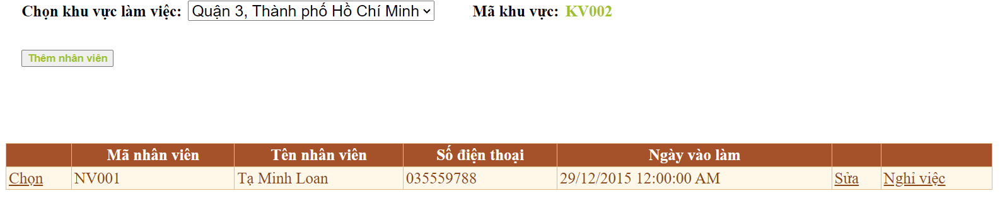 Chọn khu vực làm việc: Quận 3, Thành phố Hồ Chí Minh Mã khu vực: KV002
Thêm nhân viên
Mã nhân viên Tên nhân viên Số điện thoại Ngày vào làm
Chọn NV001 Tạ Minh Loan 035559788 29/12/2015 12:00:00 AM Sửa Nghỉ việc